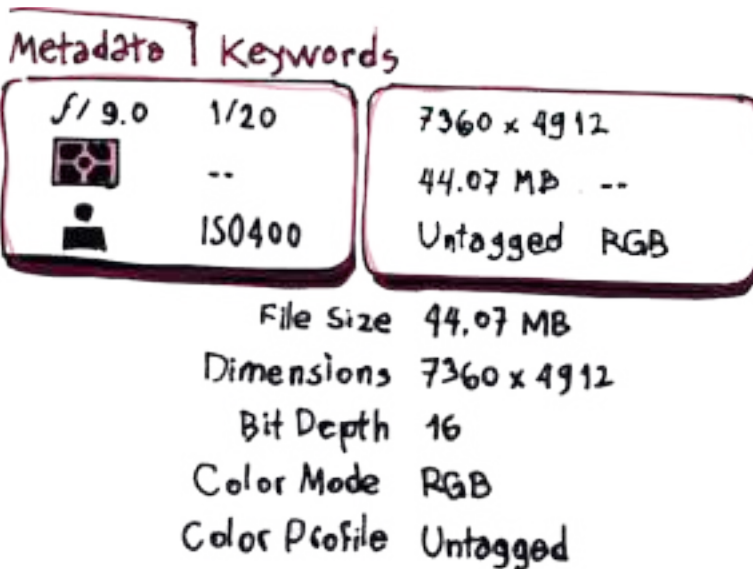 Metadata Keywords
f/ 9.0 1/20
--
ISO400
7360 x 4912
44.07 MB --
Untagged RGB
File Size 44.07 MB
Dimensions 7360 x 4912
Bit Depth 16
Color Mode RGB
Color Profile Untagged